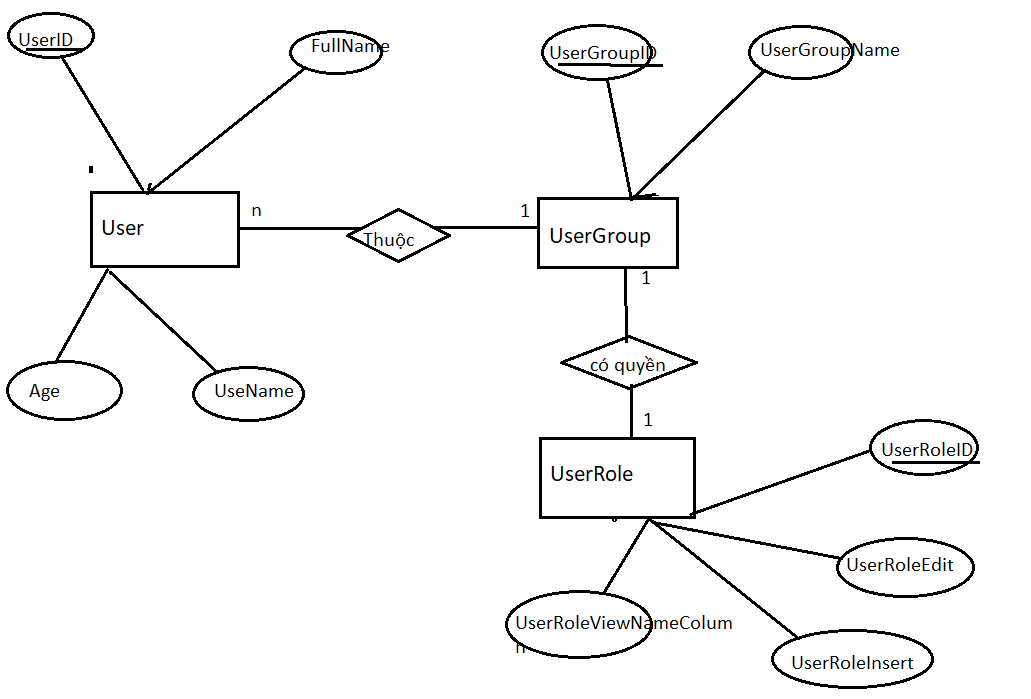 UserID
FullName
UserGroupID
UserGroupName
User
n
Thuộc
1
UserGroup
1
Age
UseName
có quyền
1
UserRole
UserRoleID
UserRoleEdit
UserRoleViewNameColum
n
UserRoleInsert